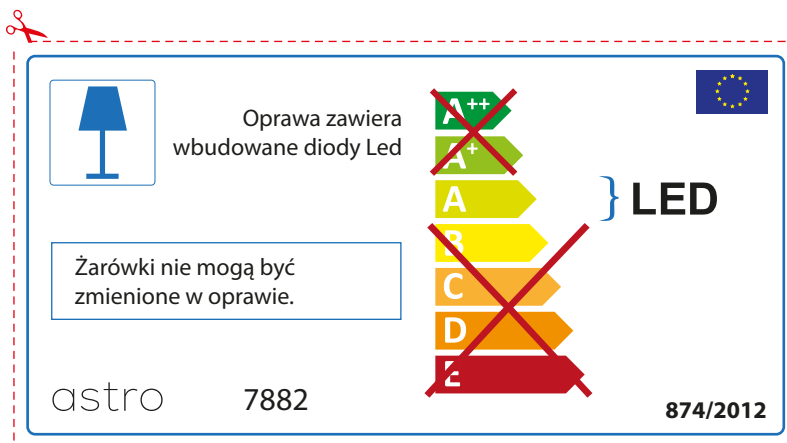 Oprawa zawiera
wbudowane diody Led
A++
A+
A
B
C
D
E
LED
Żarówki nie mogą być
zmienione w oprawie.
astro
7882
874/2012